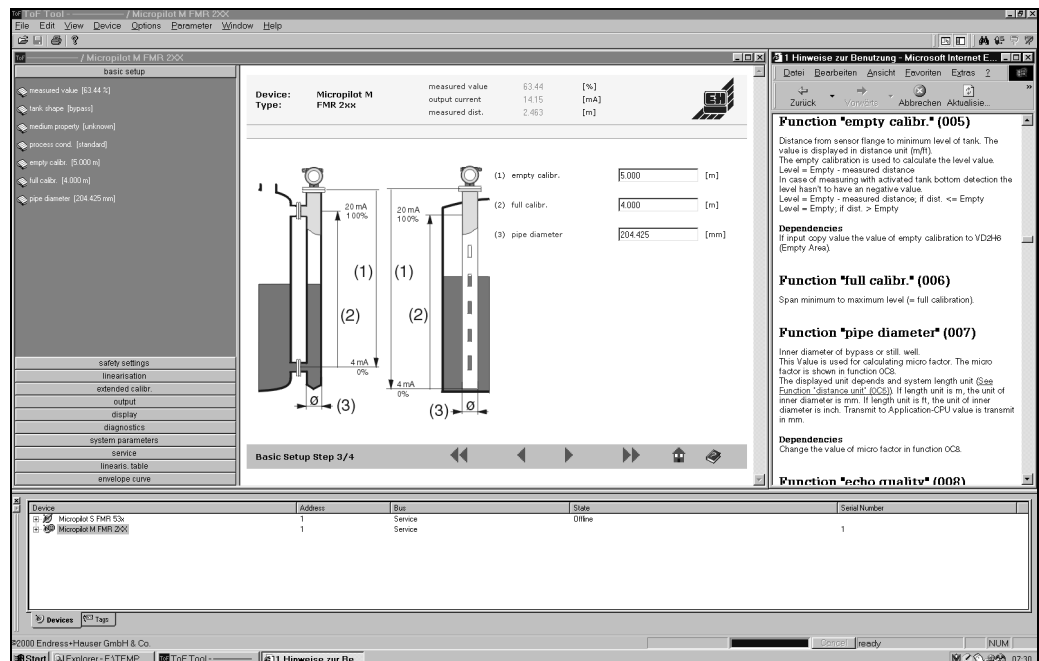 ToF Tool - ———— / Micropilot M FMR 2XX
File Edit View Device Options Parameter Window Help
———— / Micropilot M FMR 2XX
basic setup
measured value [63.44 %]
tank shape [bypass]
medium property [unknown]
process cond. [standard]
empty calibr. [5.000 m]
full calibr. [4.000 m]
pipe diameter [204.425 mm]
safety settings
linearisation
extended calibr.
output
display
diagnostics
system parameters
service
linearis. table
envelope curve
Device: Micropilot M
Type: FMR 2xx
measured value 63.44 [%]
output current 14.15 [mA]
measured dist. 2.463 [m]
EH
20 mA
100%
20 mA
100%
(1)
(1)
(2)
(2)
4 mA
0%
4 mA
0%
ø
(3)
(3)
ø
(1) empty calibr. 5.000 [m]
(2) full calibr. 4.000 [m]
(3) pipe diameter 204.425 [mm]
Basic Setup Step 3/4
1 Hinweise zur Benutzung - Microsoft Internet E...
Datei Bearbeiten Ansicht Favoriten Extras ?
Zurück Vorwärts Abbrechen Aktualisie...
Function "empty calibr." (005)
Distance from sensor flange to minimum level of tank. The
value is displayed in distance unit (m/ft).
The empty calibration is used to calculate the level value.
Level = Empty - measured distance
In case of measuring with activated tank bottom detection the
level hasn't to have an negative value.
Level = Empty - measured distance; if dist. <= Empty
Level = Empty; if dist. > Empty
Dependencies
If input copy value the value of empty calibration to VD2H6
(Empty Area).
Function "full calibr." (006)
Span minimum to maximum level (= full calibration).
Function "pipe diameter" (007)
Inner diameter of bypass or still. well.
This Value is used for calculating micro factor. The micro
factor is shown in function 0C8.
The displayed unit depends and system length unit (See
Function "distance unit" (0C5)). If length unit is m, the unit of
inner diameter is mm. If length unit is ft, the unit of inner
diameter is inch. Transmit to Application-CPU value is transmit
in mm.
Dependencies
Change the value of micro factor in function 0C8.
Function "echo quality" (008)
Device Address Bus State Serial Number
Micropilot S FMR 53x 1 Service Offline
Micropilot M FMR 2XX 1 Service 1
Devices Tags
©2000 Endress+Hauser GmbH & Co.
Cancel ready NUM
Start Explorer - E:\TEMP ToF Tool - ———— 1 Hinweise zur Be... 07:30